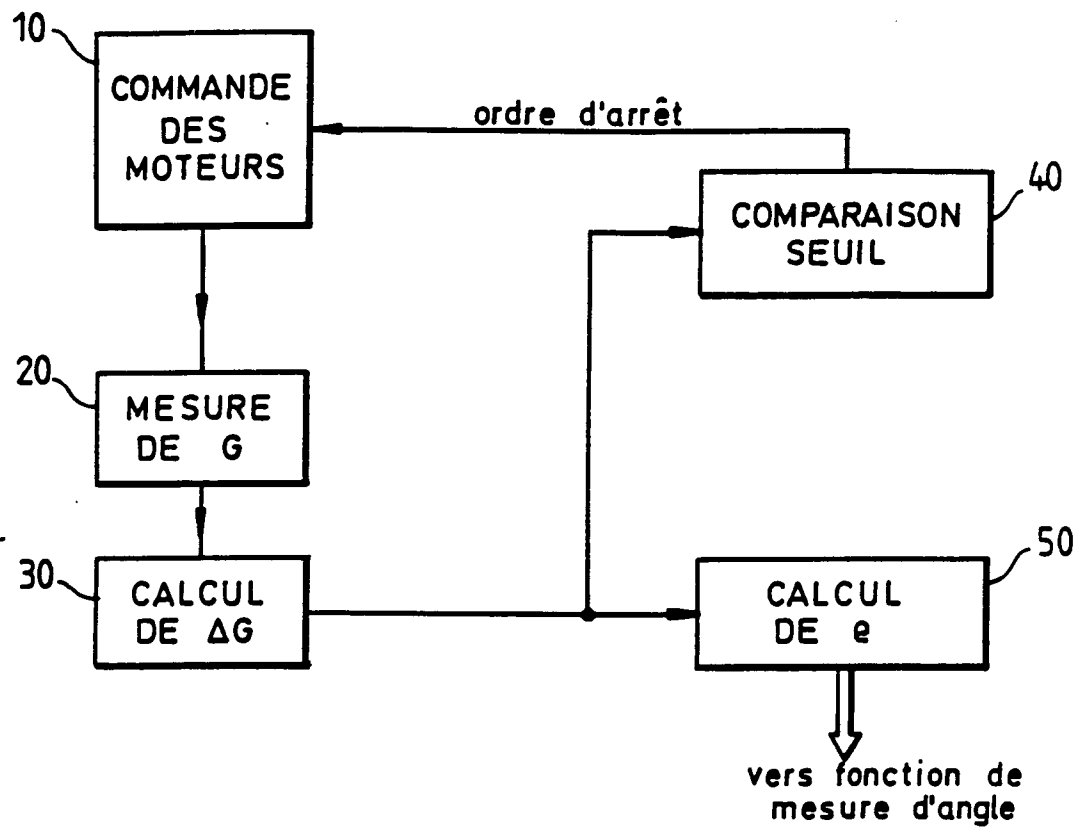 10
COMMANDE
DES
MOTEURS
ordre d'arrêt
40
COMPARAISON
SEUIL
20
MESURE
DE G
30
CALCUL
DE ΔG
50
CALCUL
DE e
vers fonction de
mesure d'angle